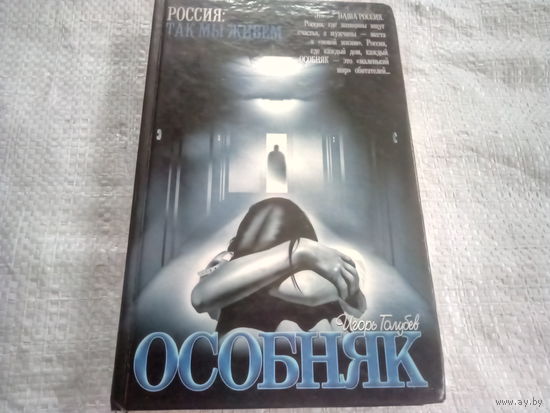 РОССИЯ:
ТАК МЫ ЖИВЕМ
НАША РОССИЯ.
Россия, где женщины ищут
счастья, а мужчины — места
в «новой жизни». Россия,
где каждый дом, каждый
ОСОБНЯК — это «маленький
мир» обитателей...
Игорь Голубев
ОСОБНЯК
www.ay.by